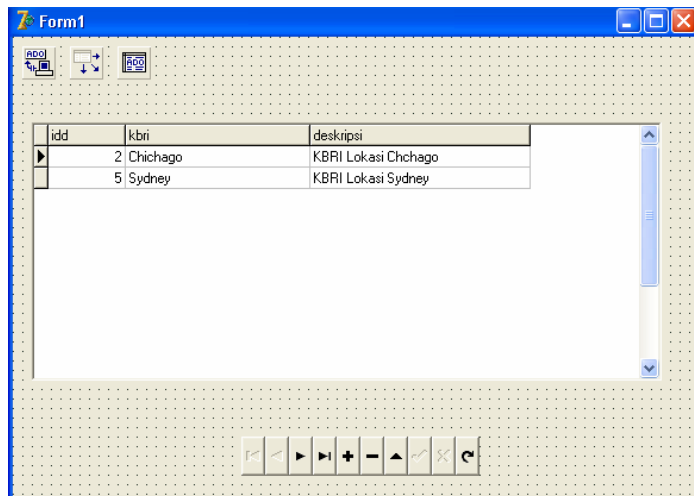 Form1
ADO
ADO
idd kbri deskripsi
2 Chichago KBRI Lokasi Chchago
5 Sydney KBRI Lokasi Sydney